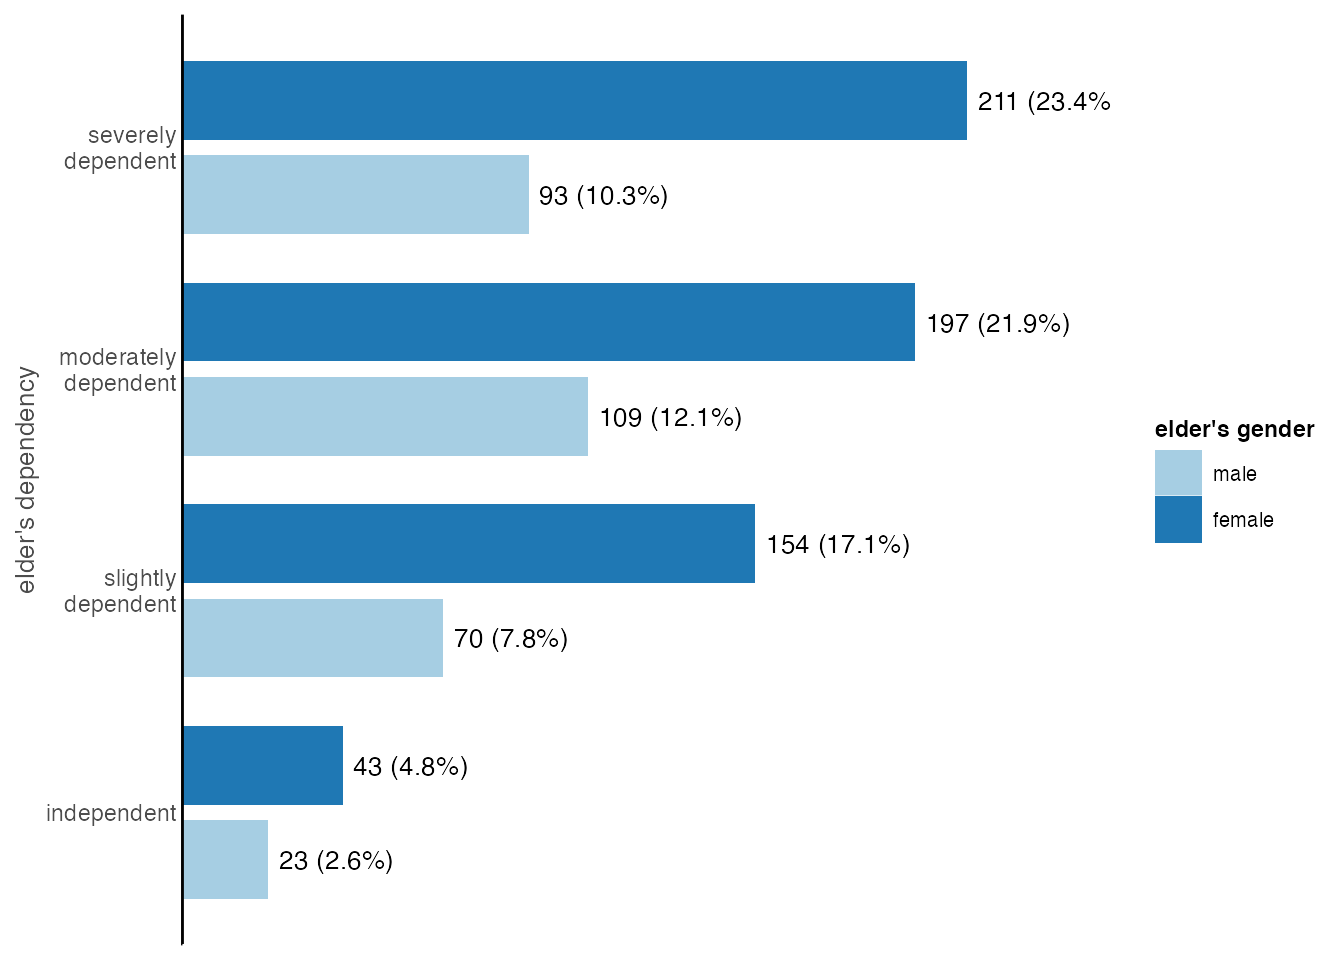 211 (23.4%
severely
dependent
93 (10.3%)
197 (21.9%)
moderately
dependent
109 (12.1%)
154 (17.1%)
slightly
dependent
70 (7.8%)
43 (4.8%)
independent
23 (2.6%)
elder's dependency
elder's gender
male
female